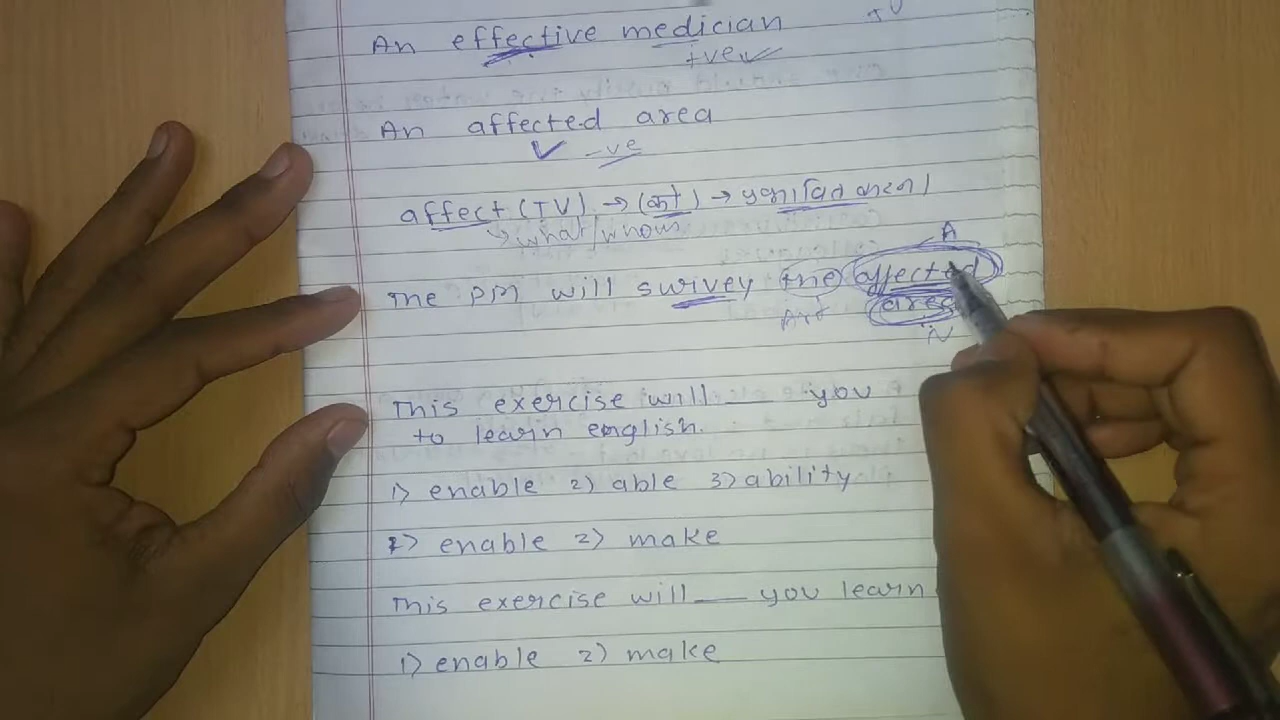 An effective medician
+ve ✓
An affected area
✓ -ve
affect (TV) → (को) → प्रभावित करना।
↳ what/whom
A
The PM will survey the affected
Art area
N
This exercise will ___ you
to learn english.
1) enable 2) able 3) ability
1) enable 2) make
This exercise will ___ you learn
1) enable 2) make